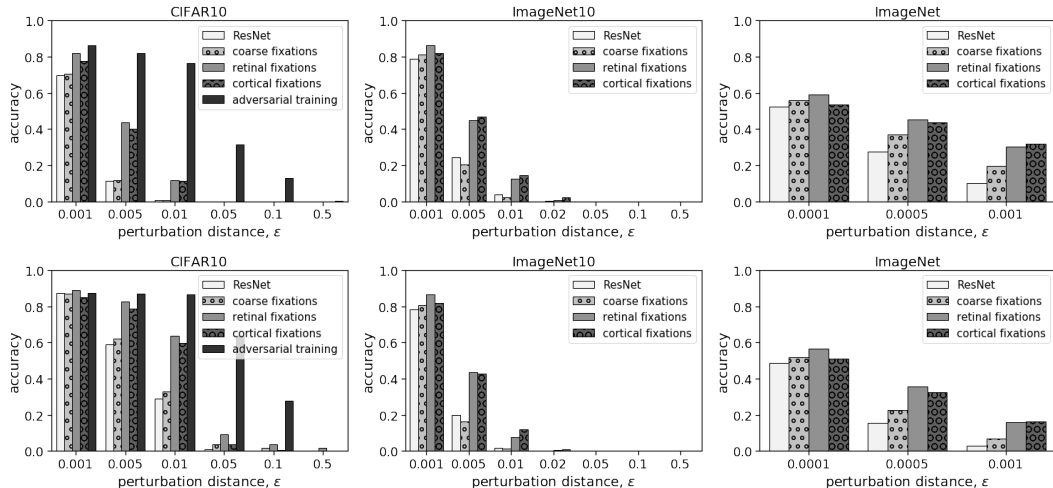 CIFAR10
1.0
0.8
0.6
0.4
0.2
0.0
accuracy
ResNet
coarse fixations
retinal fixations
cortical fixations
adversarial training
0.001 0.005 0.01 0.05 0.1 0.5
perturbation distance, ε
ImageNet10
1.0
0.8
0.6
0.4
0.2
0.0
accuracy
ResNet
coarse fixations
retinal fixations
cortical fixations
0.001 0.005 0.01 0.02 0.05 0.1 0.5
perturbation distance, ε
ImageNet
1.0
0.8
0.6
0.4
0.2
0.0
accuracy
ResNet
coarse fixations
retinal fixations
cortical fixations
0.0001 0.0005 0.001
perturbation distance, ε
CIFAR10
1.0
0.8
0.6
0.4
0.2
0.0
accuracy
ResNet
coarse fixations
retinal fixations
cortical fixations
adversarial training
0.001 0.005 0.01 0.05 0.1 0.5
perturbation distance, ε
ImageNet10
1.0
0.8
0.6
0.4
0.2
0.0
accuracy
ResNet
coarse fixations
retinal fixations
cortical fixations
0.001 0.005 0.01 0.02 0.05 0.1 0.5
perturbation distance, ε
ImageNet
1.0
0.8
0.6
0.4
0.2
0.0
accuracy
ResNet
coarse fixations
retinal fixations
cortical fixations
0.0001 0.0005 0.001
perturbation distance, ε